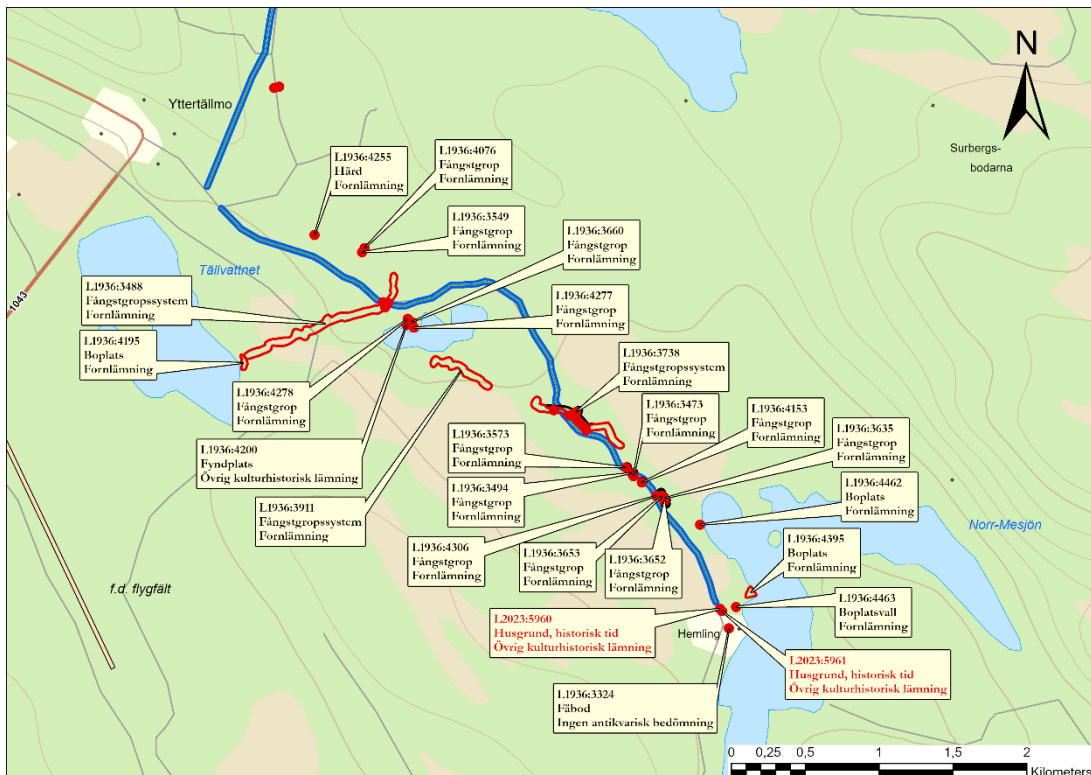 N
Yttertällmo
Surbergs-
bodarna
L1936:4255
Härd
Fornlämning
L1936:4076
Fångstgrop
Fornlämning
L1936:3549
Fångstgrop
Fornlämning
L1936:3660
Fångstgrop
Fornlämning
Tällvattnet
1043
L1936:3488
Fångstgropssystem
Fornlämning
L1936:4277
Fångstgrop
Fornlämning
L1936:4195
Boplats
Fornlämning
L1936:3738
Fångstgropssystem
Fornlämning
L1936:4278
Fångstgrop
Fornlämning
L1936:3473
Fångstgrop
Fornlämning
L1936:4153
Fångstgrop
Fornlämning
L1936:3635
Fångstgrop
Fornlämning
L1936:3573
Fångstgrop
Fornlämning
L1936:4200
Fyndplats
Övrig kulturhistorisk lämning
L1936:4462
Boplats
Fornlämning
L1936:3494
Fångstgrop
Fornlämning
L1936:3911
Fångstgropssystem
Fornlämning
Norr-Mesjön
L1936:4395
Boplats
Fornlämning
L1936:4306
Fångstgrop
Fornlämning
L1936:3653
Fångstgrop
Fornlämning
L1936:3652
Fångstgrop
Fornlämning
f.d. flygfält
L1936:4463
Boplatsvall
Fornlämning
L2023:5960
Husgrund, historisk tid
Övrig kulturhistorisk lämning
Hemling
L2023:5961
Husgrund, historisk tid
Övrig kulturhistorisk lämning
L1936:3324
Fäbod
Ingen antikvarisk bedömning
0 0,25 0,5 1 1,5 2
Kilometers